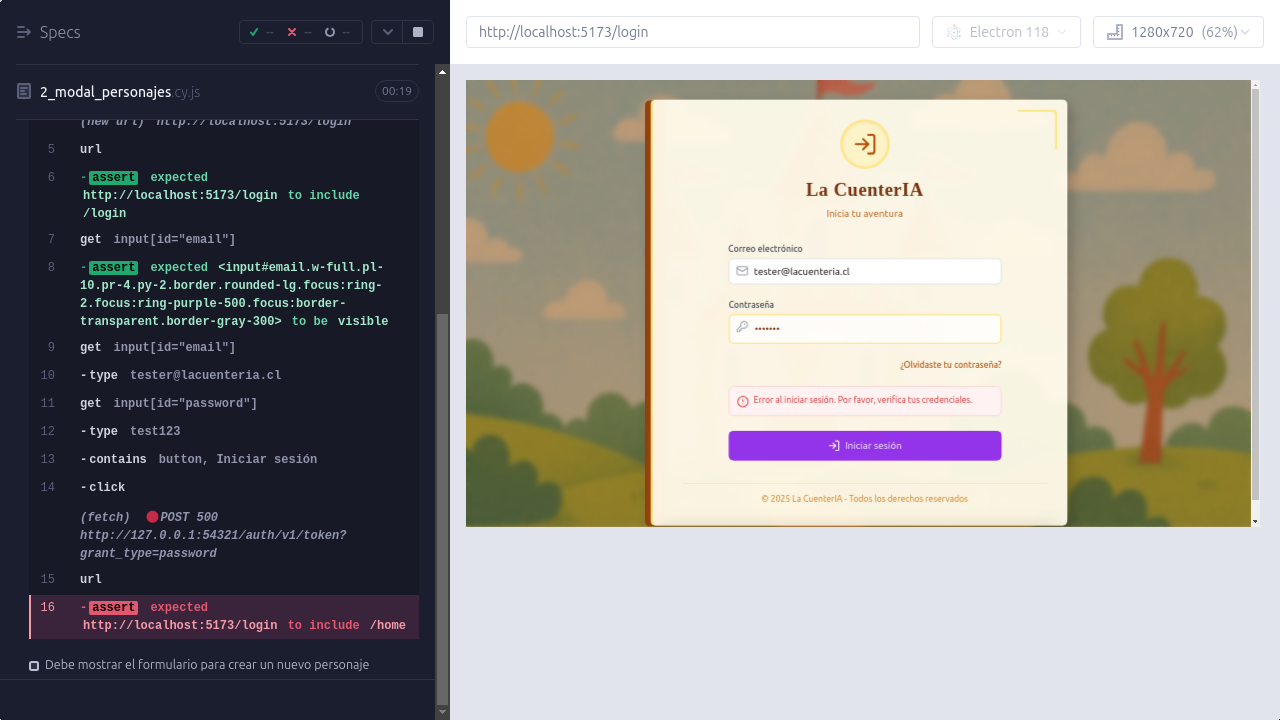 Specs
-- -- --
2_modal_personajes.cy.js
00:19
(new url) http://localhost:5173/login
5 url
6 -assert expected
http://localhost:5173/login to include
/login
7 get input[id="email"]
8 -assert expected <input#email.w-full.pl-
10.pr-4.py-2.border.rounded-lg.focus:ring-
2.focus:ring-purple-500.focus:border-
transparent.border-gray-300> to be visible
9 get input[id="email"]
10 -type tester@lacuenteria.cl
11 get input[id="password"]
12 -type test123
13 -contains button, Iniciar sesión
14 -click
(fetch) POST 500
http://127.0.0.1:54321/auth/v1/token?
grant_type=password
15 url
16 -assert expected
http://localhost:5173/login to include /home
Debe mostrar el formulario para crear un nuevo personaje
http://localhost:5173/login
Electron 118
1280x720 (62%)
La CuenterIA
Inicia tu aventura
Correo electrónico
tester@lacuenteria.cl
Contraseña
•••••••
¿Olvidaste tu contraseña?
Error al iniciar sesión. Por favor, verifica tus credenciales.
Iniciar sesión
© 2025 La CuenterIA - Todos los derechos reservados